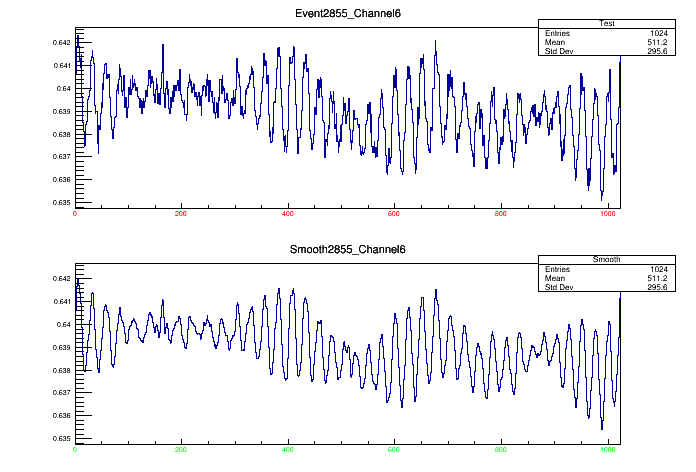 Event2855_Channel6
Test
Entries 1024
Mean 511.2
Std Dev 295.6
0.642
0.641
0.64
0.639
0.638
0.637
0.636
0.635
0 200 400 600 800 1000
Smooth2855_Channel6
Smooth
Entries 1024
Mean 511.2
Std Dev 295.6
0.642
0.641
0.64
0.639
0.638
0.637
0.636
0.635
0 200 400 600 800 1000